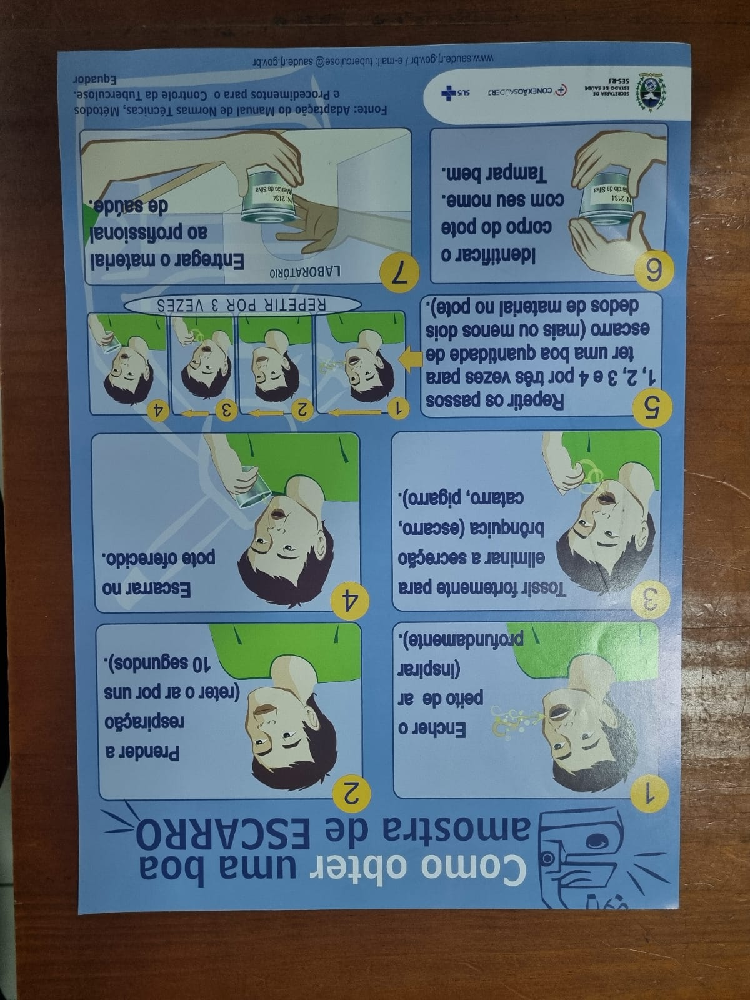 Como obter uma boa
amostra de ESCARRO
1
Encher o
peito de ar
(inspirar
profundamente).
2
Prender a
respiração
(reter o ar por uns
10 segundos).
3
Tossir fortemente para
eliminar a secreção
brônquica (escarro,
catarro, pigarro).
4
Escarrar no
pote oferecido.
5
Repetir os passos
1, 2, 3 e 4 por três vezes para
ter uma boa quantidade de
escarro (mais ou menos dois
dedos de material no pote).
1
2
3
4
REPETIR POR 3 VEZES
6
Identificar o
corpo do pote
com seu nome.
Tampar bem.
N: 2134
Marcio da Silva
7
LABORATÓRIO
Entregar o material
ao profissional
de saúde.
N: 2134
Marcio da Silva
SECRETARIA DE
ESTADO DE SAÚDE
SES-RJ
CONEXÃOSAÚDERJ
SUS
Fonte: Adaptação do Manual de Normas Técnicas, Métodos
e Procedimentos para o Controle da Tuberculose.
Equador
www.saude.rj.gov.br / e-mail: tuberculose@saude.rj.gov.br